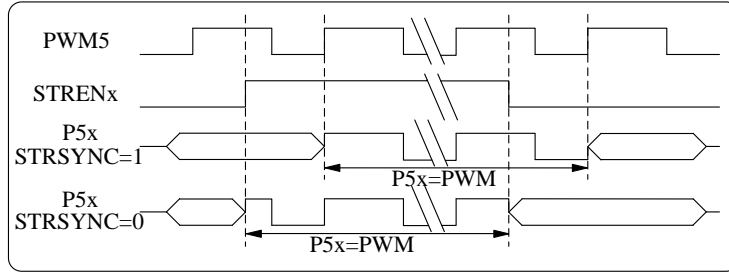 PWM5
STRENx
P5x
STRSYNC=1
P5x=PWM
P5x
STRSYNC=0
P5x=PWM